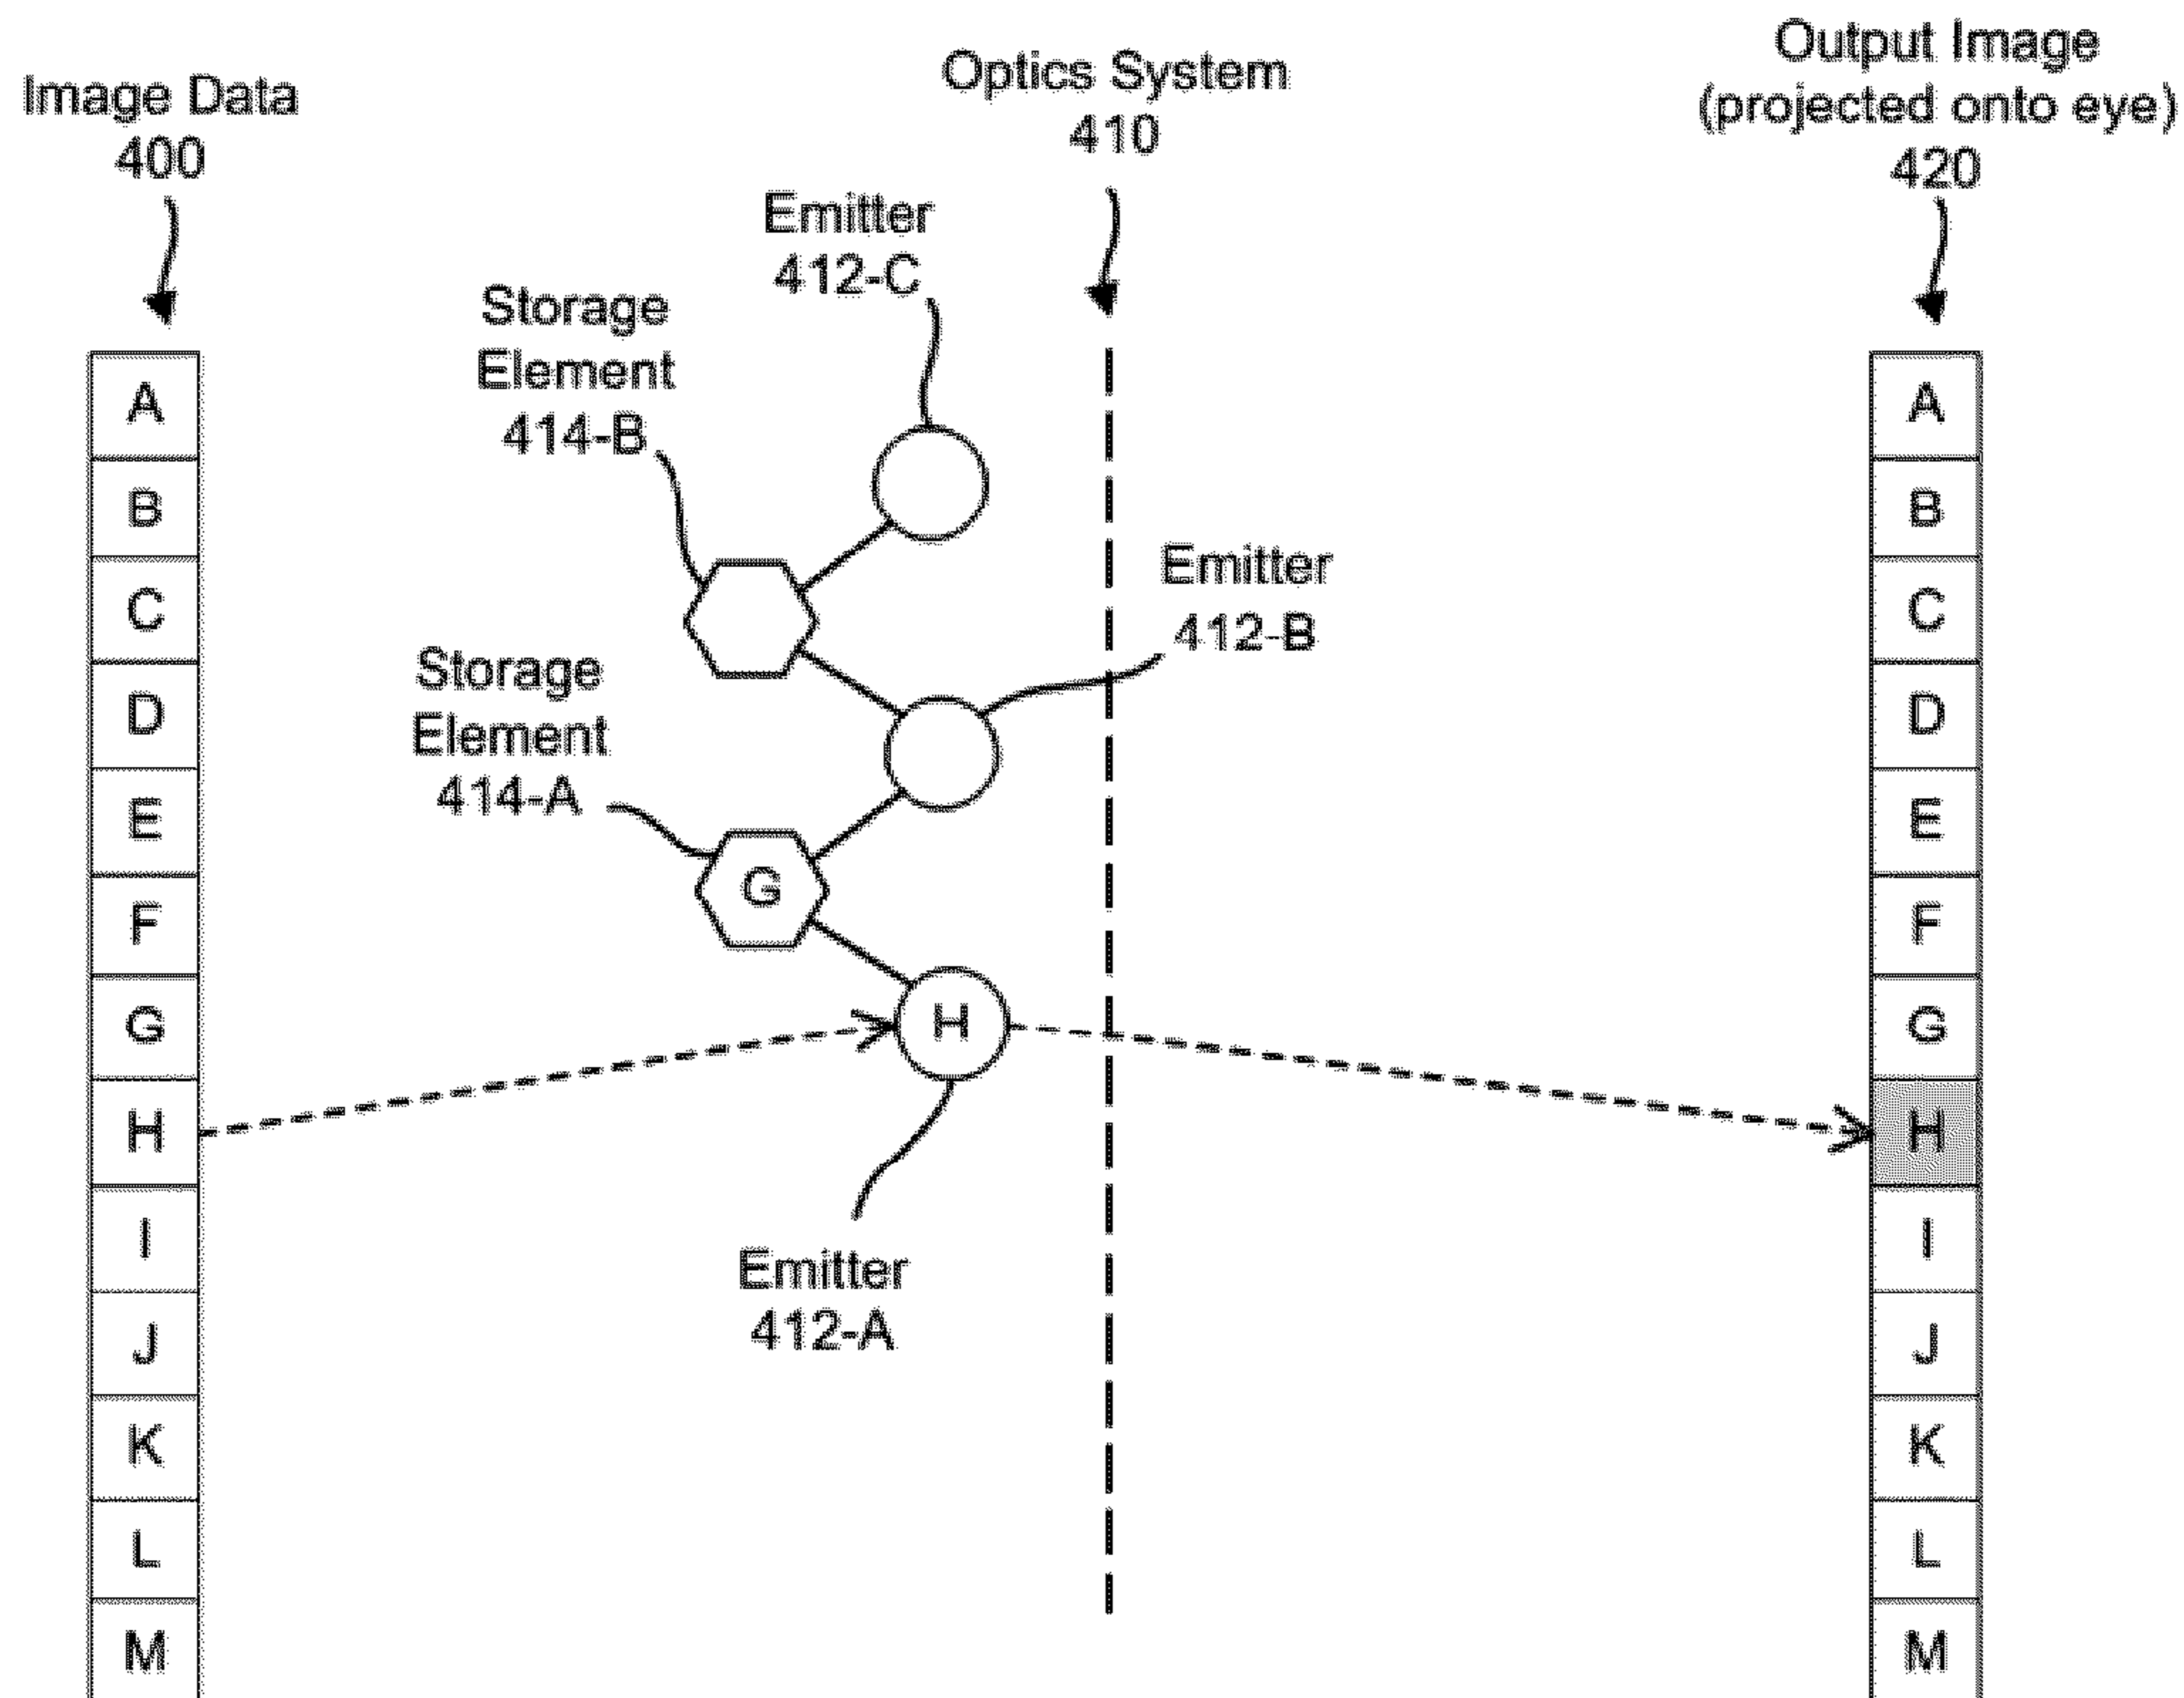 Image Data
400
Optics System
410
Output Image
(projected onto eye)
420
Emitter
412-C
Storage
Element
414-B
Emitter
412-B
Storage
Element
414-A
G
H
Emitter
412-A
A
B
C
D
E
F
G
H
I
J
K
L
M
A
B
C
D
E
F
G
H
I
J
K
L
M